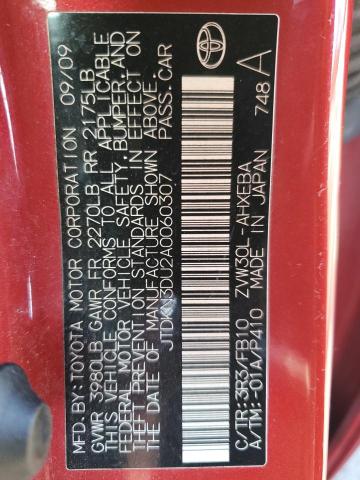 MFD. BY: TOYOTA MOTOR CORPORATION 09/09
GVWR 3980LB GAWR FR 2270LB RR 2175LB
THIS VEHICLE CONFORMS TO ALL APPLICABLE
FEDERAL MOTOR VEHICLE SAFETY, BUMPER, AND
THEFT PREVENTION STANDARDS IN EFFECT ON
THE DATE OF MANUFACTURE SHOWN ABOVE.
JTDKN3DU2A0060307 PASS. CAR
C/TR:3R3/FB10 ZVW30L-AHXEBA
A/TM:-01A/P410 MADE IN JAPAN 748 A